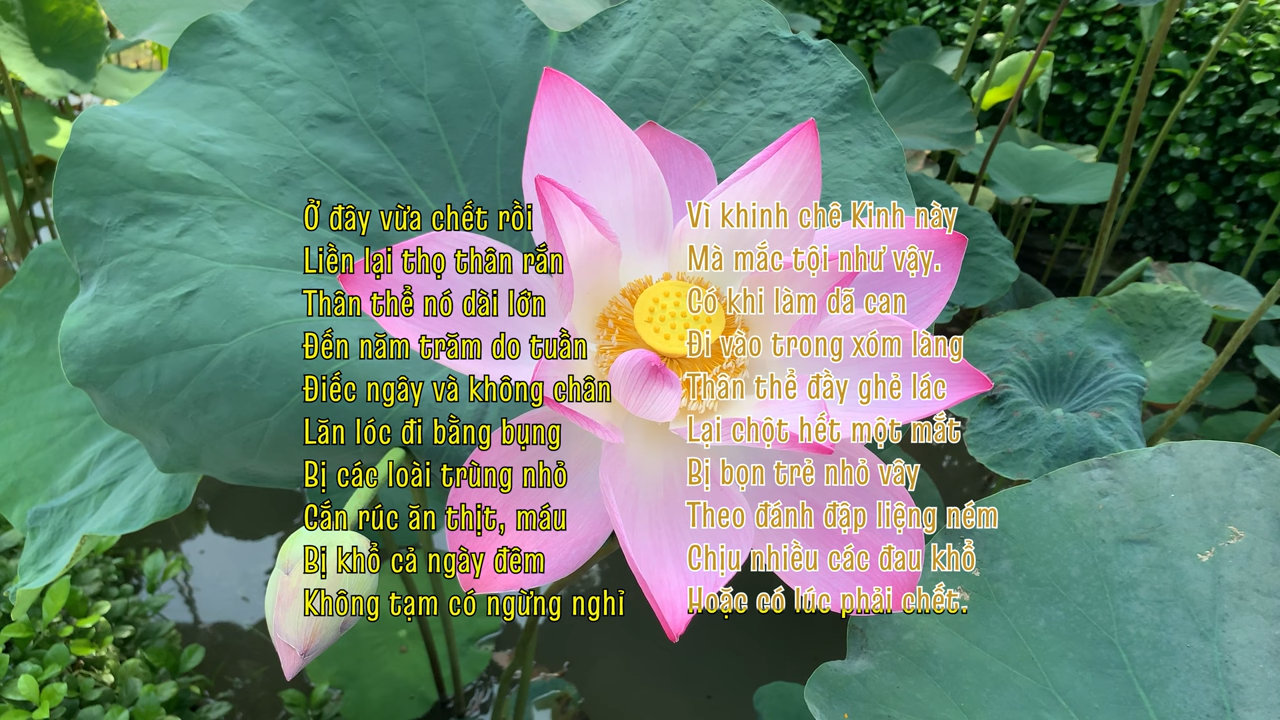 Ở đây vừa chết rồi
Liền lại thọ thân rắn
Thân thể nó dài lớn
Đến năm trăm do tuần
Điếc ngây và không chân
Lăn lóc đi bằng bụng
Bị các loài trùng nhỏ
Cắn rúc ăn thịt, máu
Bị khổ cả ngày đêm
Không tạm có ngừng nghỉ
Vì khinh chê Kinh này
Mà mắc tội như vậy.
Có khi làm dã can
Đi vào trong xóm làng
Thân thể đầy ghẻ lác
Lại chột hết một mắt
Bị bọn trẻ nhỏ vây
Theo đánh đập liệng ném
Chịu nhiều các đau khổ
Hoặc có lúc phải chết.